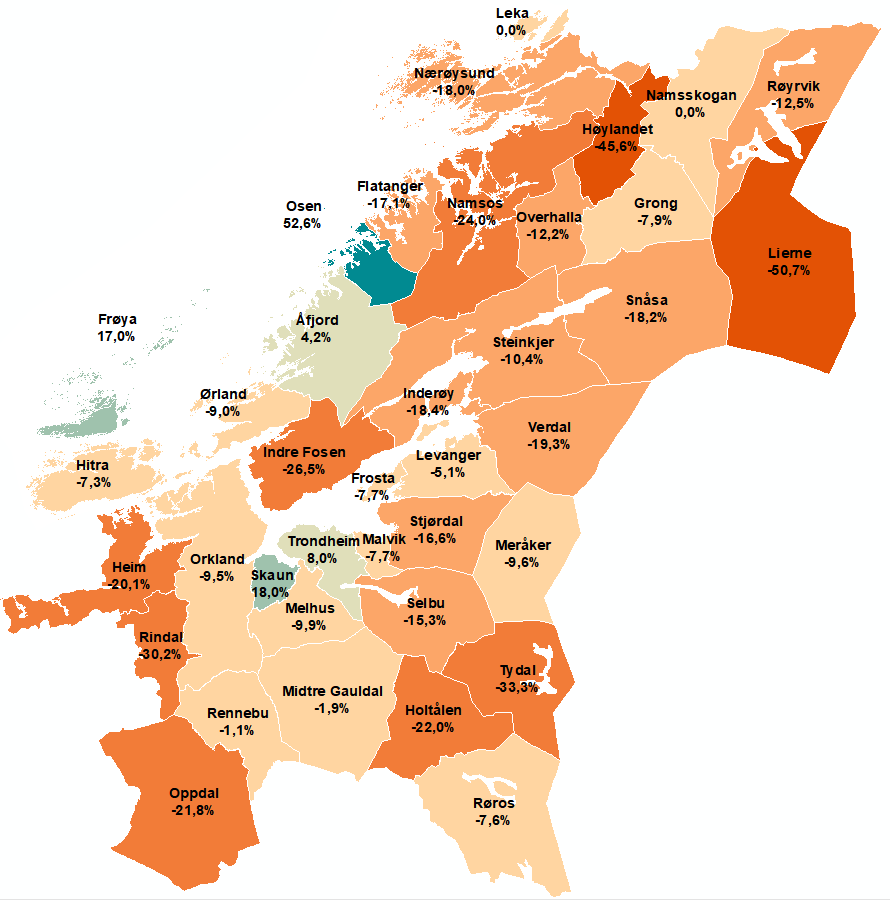 Leka
0,0%
Nærøysund
-18,0%
Namsskogan
0,0%
Røyrvik
-12,5%
Høylandet
-45,6%
Flatanger
-17,1%
Namsos
-24,0%
Overhalla
-12,2%
Grong
-7,9%
Osen
52,6%
Lierne
-50,7%
Snåsa
-18,2%
Frøya
17,0%
Åfjord
4,2%
Steinkjer
-10,4%
Ørland
-9,0%
Inderøy
-18,4%
Verdal
-19,3%
Indre Fosen
-26,5%
Levanger
-5,1%
Hitra
-7,3%
Frosta
-7,7%
Stjørdal
-16,6%
Trondheim
8,0%
Malvik
-7,7%
Meråker
-9,6%
Orkland
-9,5%
Heim
-20,1%
Skaun
18,0%
Melhus
-9,9%
Selbu
-15,3%
Rindal
-30,2%
Tydal
-33,3%
Midtre Gauldal
-1,9%
Holtålen
-22,0%
Rennebu
-1,1%
Oppdal
-21,8%
Røros
-7,6%